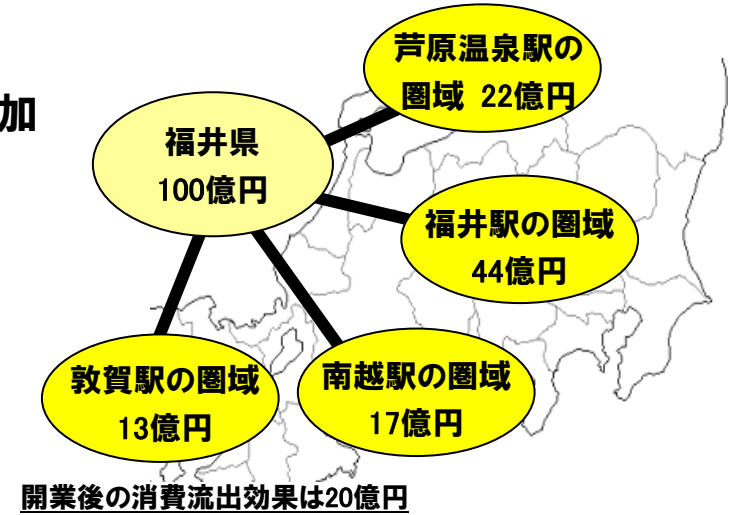 加
芦原温泉駅の
圏域 22億円
福井県
100億円
福井駅の圏域
44億円
敦賀駅の圏域
13億円
南越駅の圏域
17億円
開業後の消費流出効果は20億円